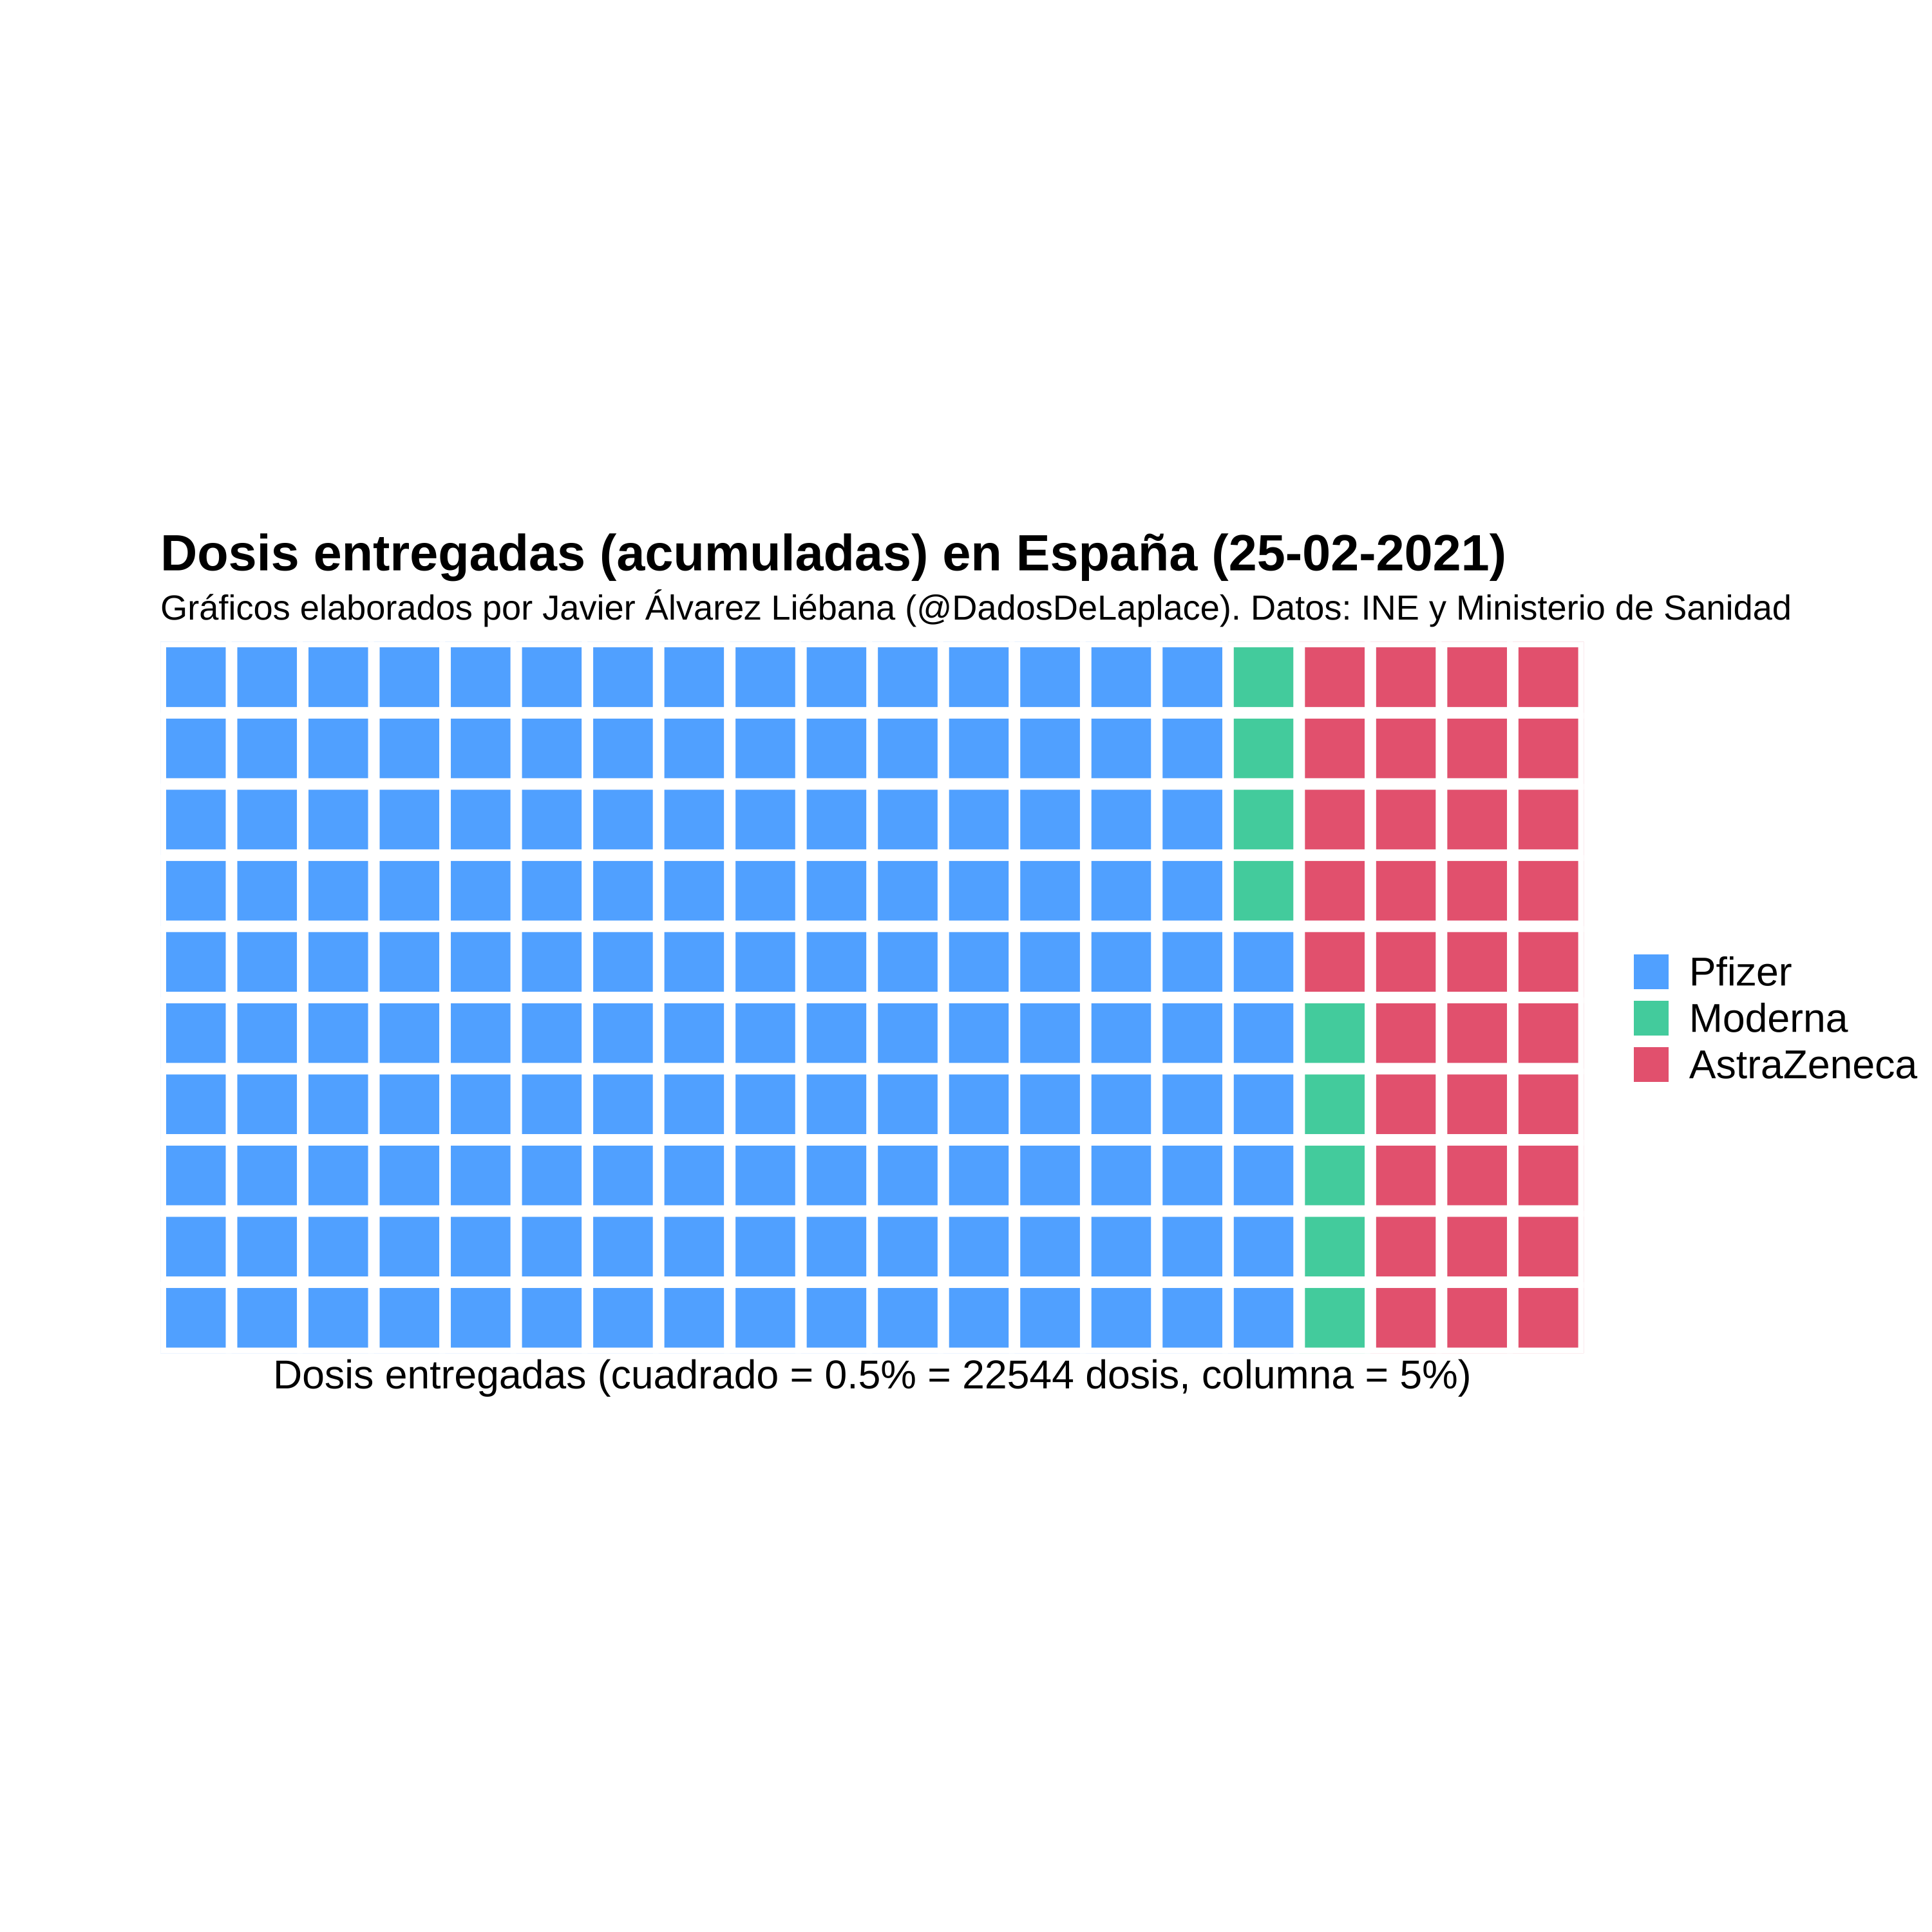 Dosis entregadas (acumuladas) en España (25-02-2021)
Gráficos elaborados por Javier Álvarez Liébana (@DadosDeLaplace). Datos: INE y Ministerio de Sanidad
Pfizer
Moderna
AstraZeneca
Dosis entregadas (cuadrado = 0.5% = 22544 dosis, columna = 5%)